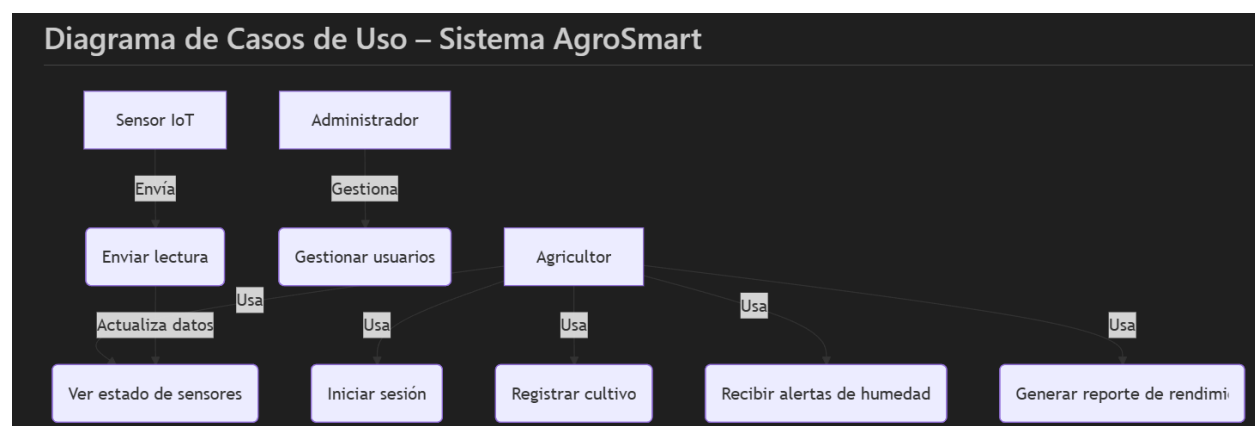 Diagrama de Casos de Uso – Sistema AgroSmart
Sensor IoT
Administrador
Envía
Gestiona
Enviar lectura
Gestionar usuarios
Agricultor
Usa
Usa
Actualiza datos
Usa
Usa
Usa
Ver estado de sensores
Iniciar sesión
Registrar cultivo
Recibir alertas de humedad
Generar reporte de